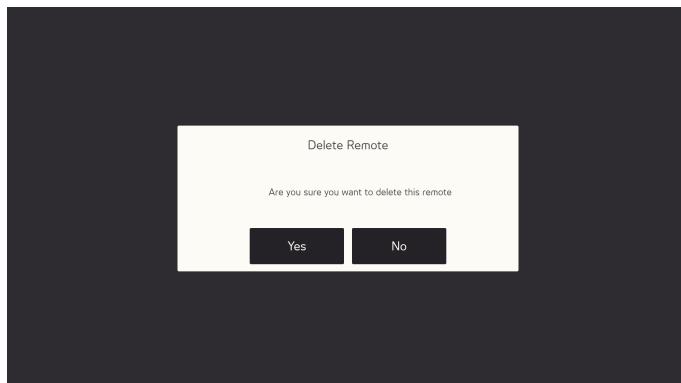 Delete Remote
Are you sure you want to delete this remote
Yes
No